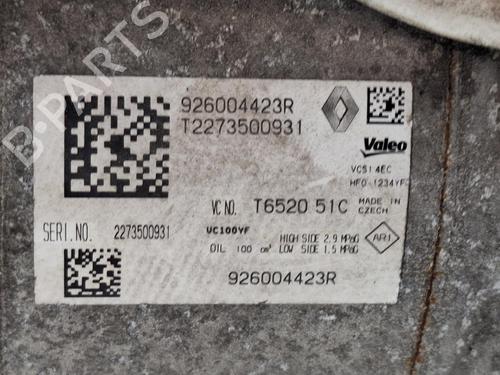 B-PARTS
926004423R
T2273500931
Valeo
VCS14EC
HFO-1234YF
VC NO. T6520 51C
MADE IN
CZECH
SERI.NO. 2273500931
VC100YF
OIL 100 cm³
HIGH SIDE 2.9 MPaG
LOW SIDE 1.5 MPaG
AR1
926004423R